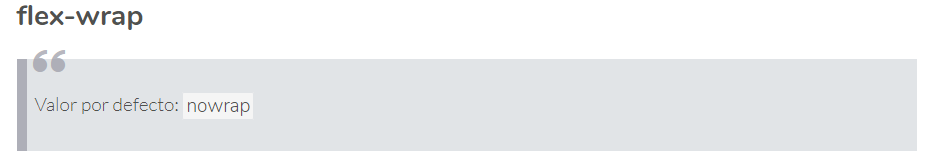 flex-wrap
❝
Valor por defecto: nowrap